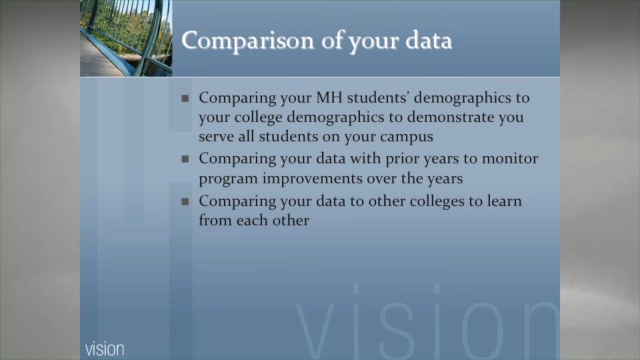 Comparison of your data
■ Comparing your MH students' demographics to
your college demographics to demonstrate you
serve all students on your campus
■ Comparing your data with prior years to monitor
program improvements over the years
■ Comparing your data to other colleges to learn
from each other
vision
vision